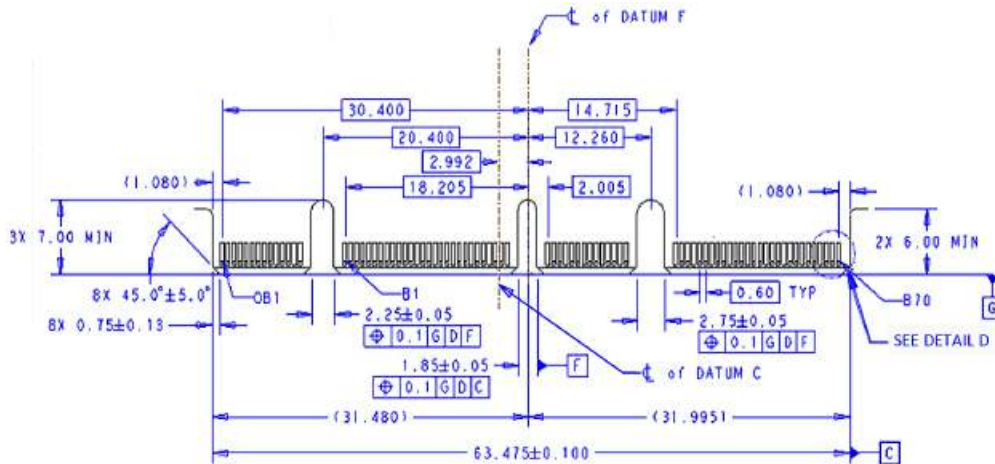 ℄ of DATUM F
30.400
14.715
20.400
12.260
2.992
(1.080)
18.205
2.005
(1.080)
3X 7.00 MIN
2X 6.00 MIN
8X 45.0°±5.0°
OB1
B1
0.60 TYP
B70
G
8X 0.75±0.13
2.25±0.05
2.75±0.05
SEE DETAIL D
⌖ 0.1 G D F
⌖ 0.1 G D F
1.85±0.05
F
℄ of DATUM C
⌖ 0.1 G D C
(31.480)
(31.995)
63.475±0.100
C